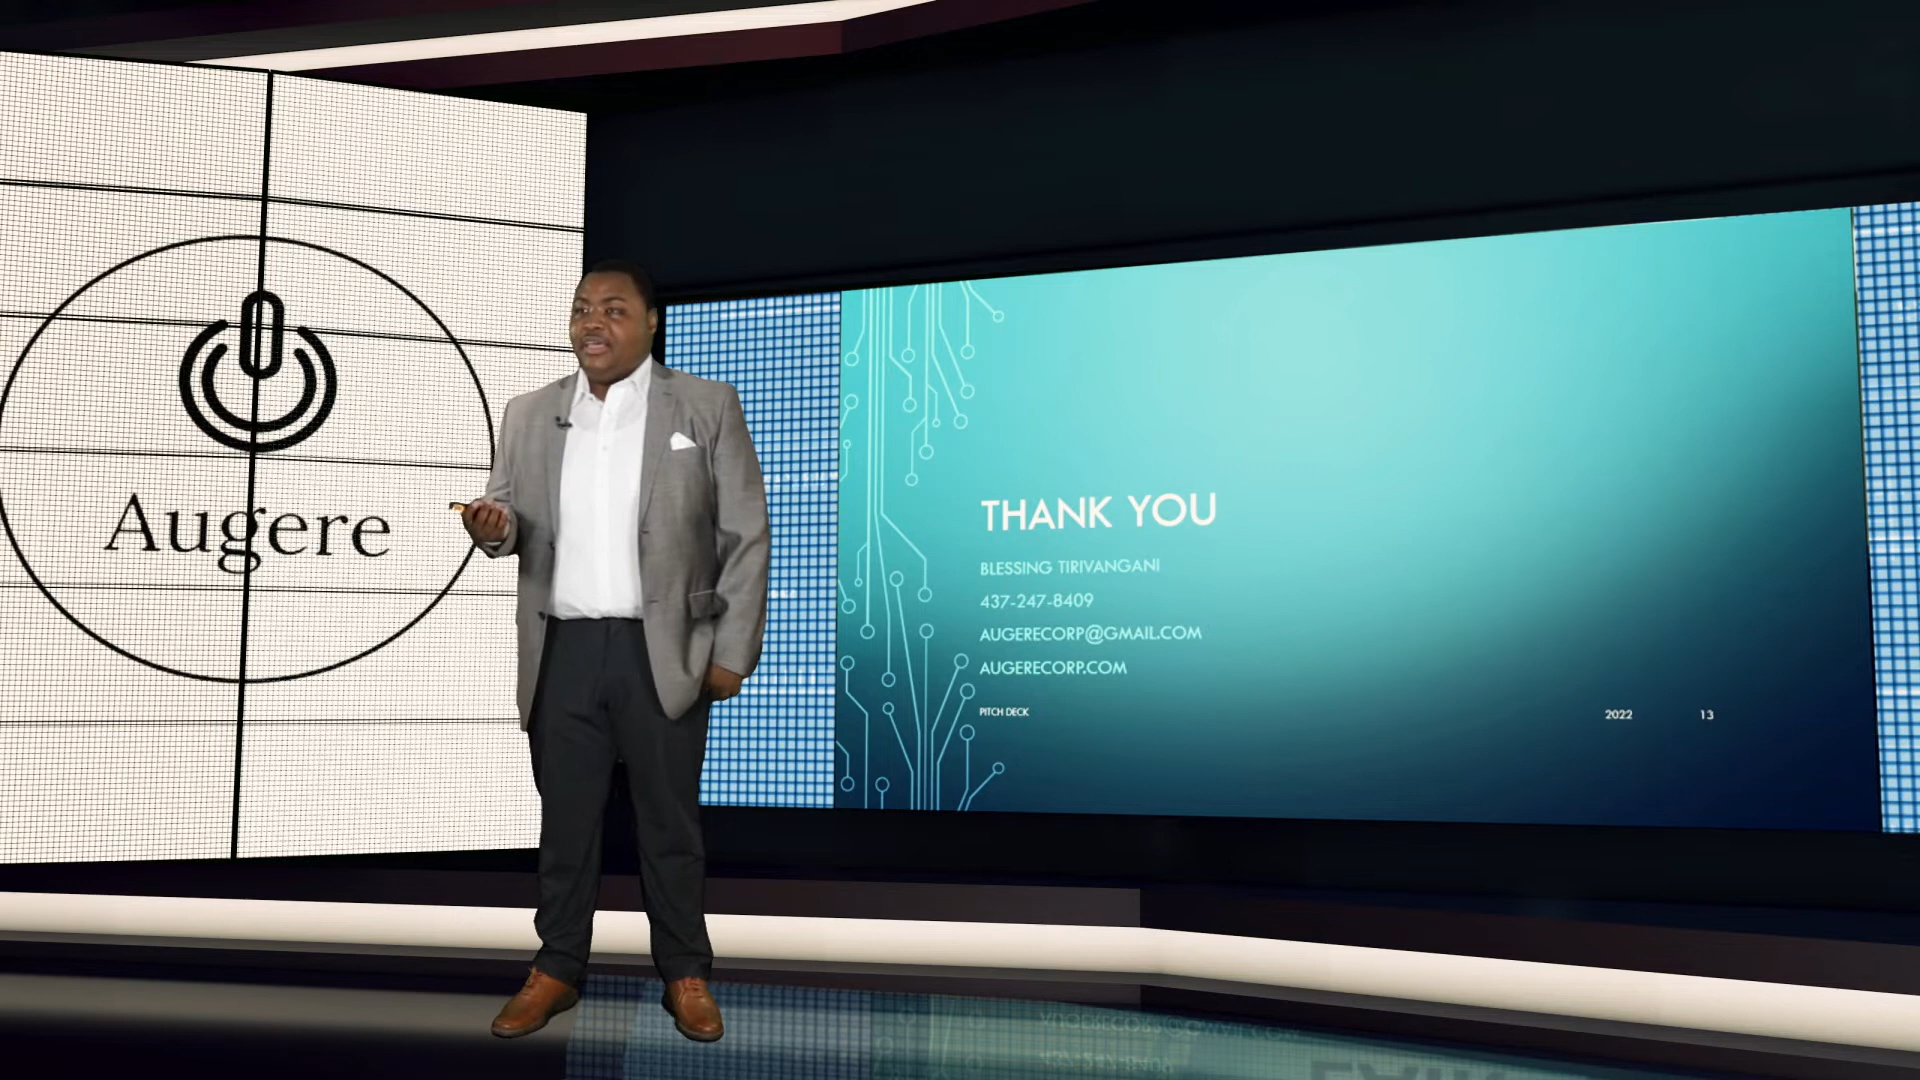 Augere
THANK YOU
BLESSING TIRIVANGANI
437-247-8409
AUGERECORP@GMAIL.COM
AUGERECORP.COM
PITCH DECK
2022
13